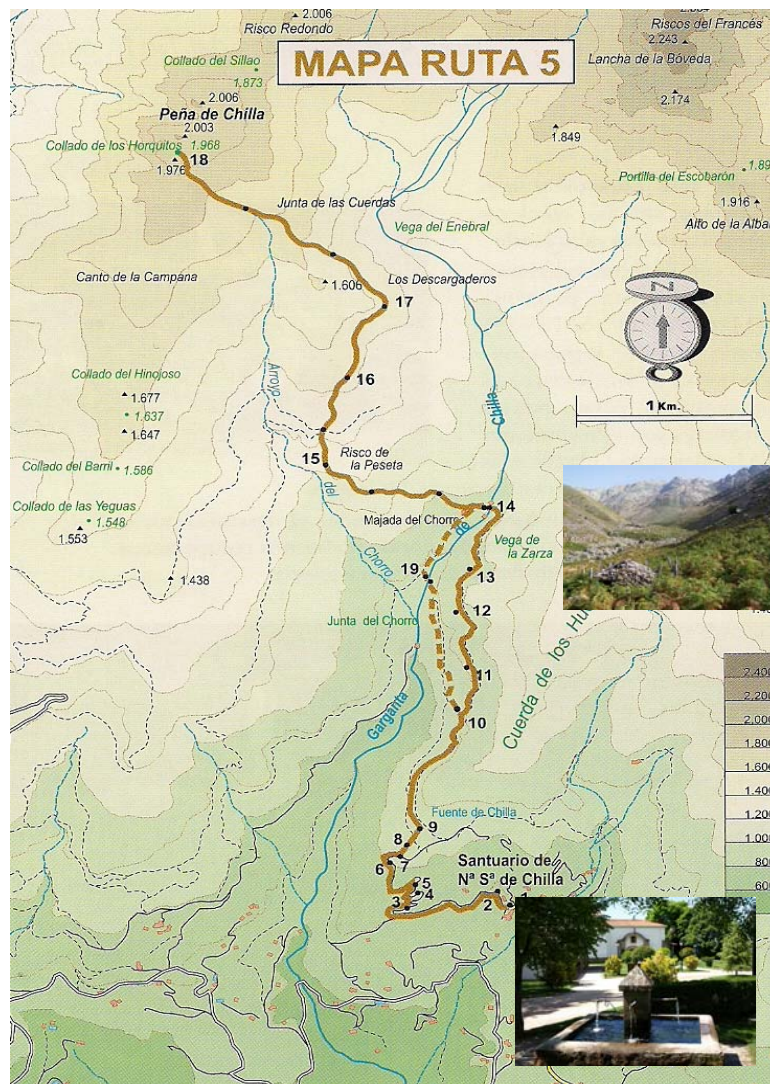 2.006
Risco Redondo
Riscos del Francés
2.243
Collado del Sillao
1.873
MAPA RUTA 5
Lancha de la Bóveda
2.174
2.006
Peña de Chilla
2.003
1.849
Collado de los Horquitos 1.968
18
1.976
Portilla del Escobarón
Junta de las Cuerdas
1.916
Vega del Enebral
Canto de la Campana
Los Descargaderos
1.606
N
17
Collado del Hinojoso
16
1.677
1.637
1.647
Arroyo
del
Chorro
1 Km.
Garganta
de
Chilla
Collado del Barril 1.586
15
Risco de
la Peseta
Collado de las Yeguas
1.548
1.553
14
Majada del Chorro
Vega de
la Zarza
13
19
1.438
12
Junta del Chorro
11
10
2.400
2.200
2.000
1.800
1.600
1.400
1.200
1.000
800
600
Fuente de Chilla
9
8
7
6
Santuario de
Nª Sª de Chilla
5
4
3
2
1
Cuerda de los